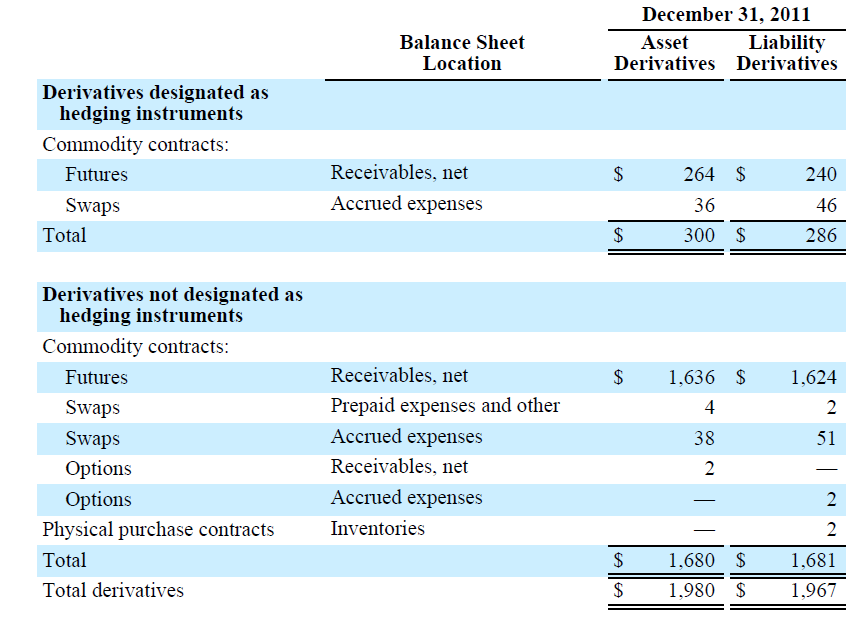 December 31, 2011
Balance Sheet Location Asset Derivatives Liability Derivatives
Derivatives designated as
hedging instruments
Commodity contracts:
Futures Receivables, net $ 264 $ 240
Swaps Accrued expenses 36 46
Total $ 300 $ 286
Derivatives not designated as
hedging instruments
Commodity contracts:
Futures Receivables, net $ 1,636 $ 1,624
Swaps Prepaid expenses and other 4 2
Swaps Accrued expenses 38 51
Options Receivables, net 2 —
Options Accrued expenses — 2
Physical purchase contracts Inventories — 2
Total $ 1,680 $ 1,681
Total derivatives $ 1,980 $ 1,967